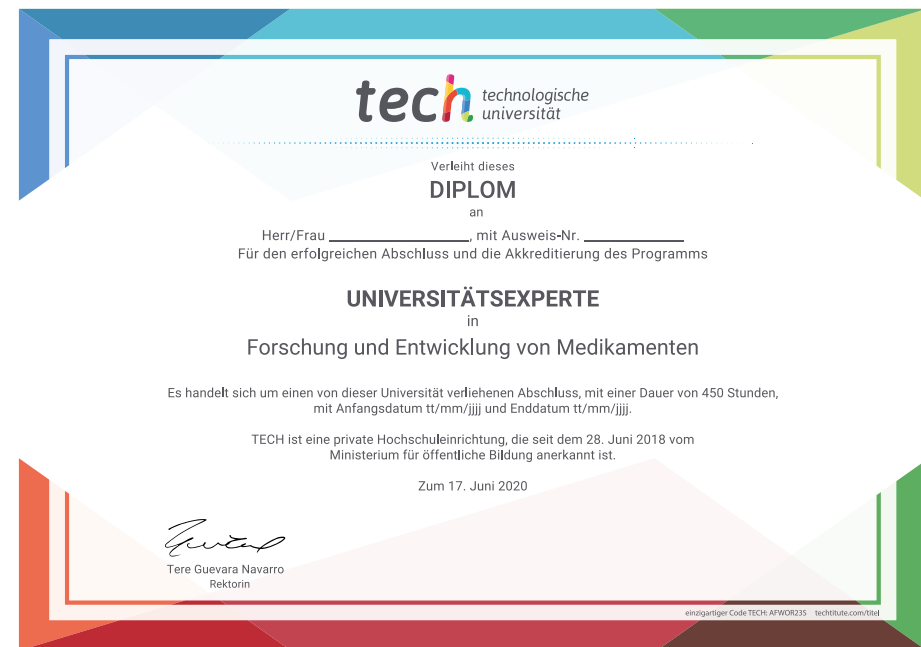 tech technologische
universität
Verleiht dieses
DIPLOM
an
Herr/Frau ____________________, mit Ausweis-Nr. ______________
Für den erfolgreichen Abschluss und die Akkreditierung des Programms
UNIVERSITÄTSEXPERTE
in
Forschung und Entwicklung von Medikamenten
Es handelt sich um einen von dieser Universität verliehenen Abschluss, mit einer Dauer von 450 Stunden,
mit Anfangsdatum tt/mm/jjjj und Enddatum tt/mm/jjjj.
TECH ist eine private Hochschuleinrichtung, die seit dem 28. Juni 2018 vom
Ministerium für öffentliche Bildung anerkannt ist.
Zum 17. Juni 2020
Tere Guevara Navarro
Rektorin
einzigartiger Code TECH: AFWOR23S techtitute.com/titel